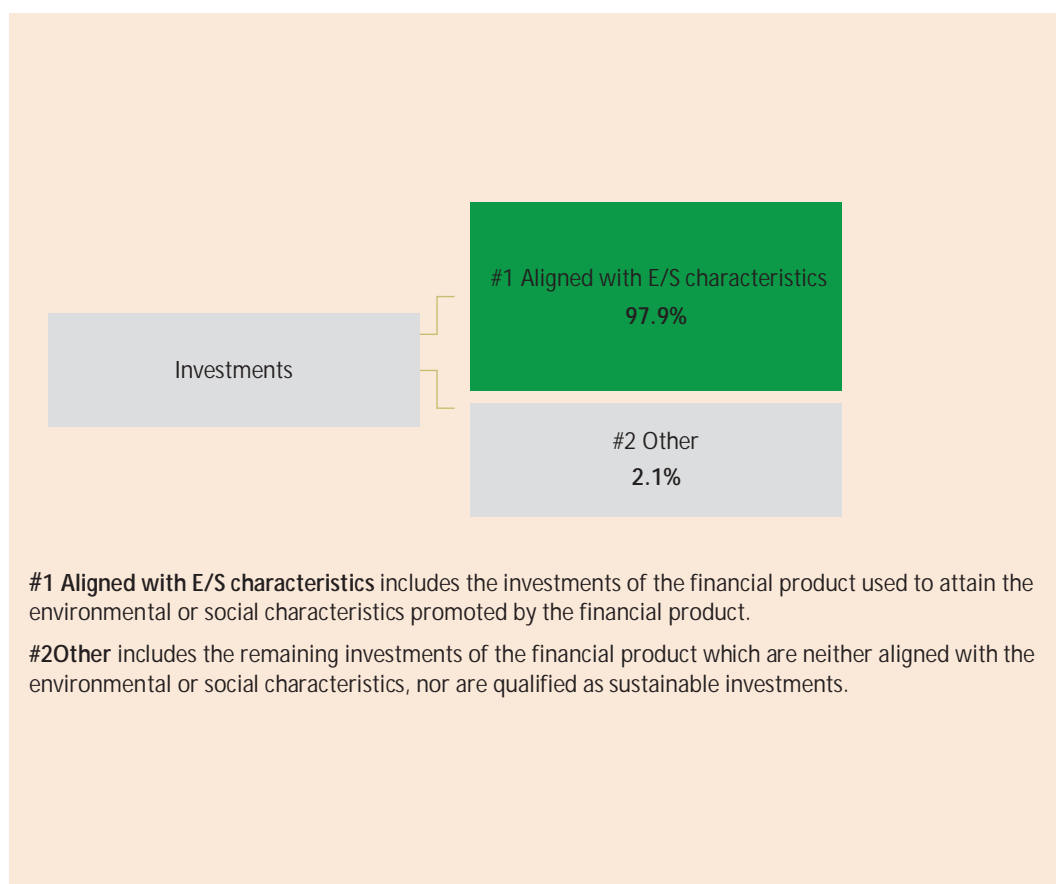 #1 Aligned with E/S characteristics
97.9%
Investments
#2 Other
2.1%
#1 Aligned with E/S characteristics includes the investments of the financial product used to attain the
environmental or social characteristics promoted by the financial product.
#2Other includes the remaining investments of the financial product which are neither aligned with the
environmental or social characteristics, nor are qualified as sustainable investments.